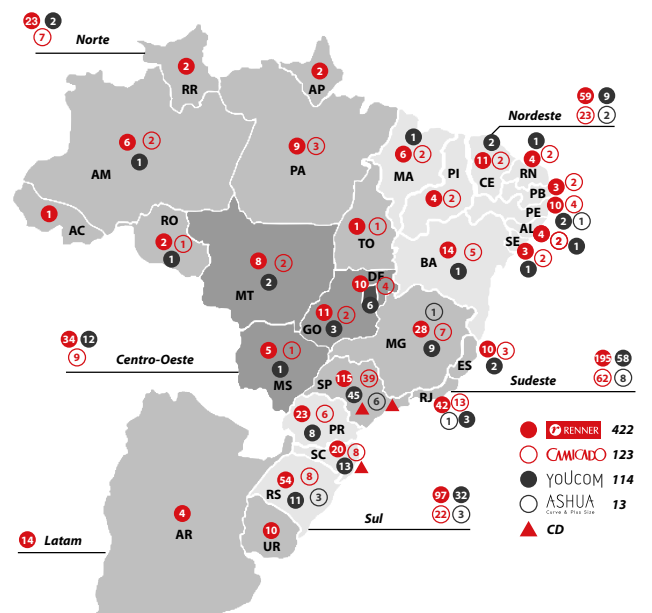 23 2
7
Norte
2
RR
2
AP
59 9
23 2
Nordeste
6 2
1
AM
9 3
PA
1
6 2
MA
PI
4 2
2
11 2
CE
1
4 2
RN
PB 3 2
PE 10 4
2 1
AL 4 2
1
SE 3 2
1
1
AC
RO
2 1
1
1 1
TO
14 5
BA
1
8 2
2
MT
DF
10 4
6
11 2
GO 3
1
28 7
MG 9
10 3
ES 2
34 12
9
Centro-Oeste
5 1
1
MS
195 58
62 8
Sudeste
SP 115 39
45 6
RJ 42 13
1 3
23 6
8 PR
SC 20 8
13
54 8
RS 11 3
97 32
22 3
Sul
4
AR
10
UR
14 Latam
r RENNER 422
CAMICADO 123
YOUCOM 114
ASHUA 13
Curve & Plus Size
CD